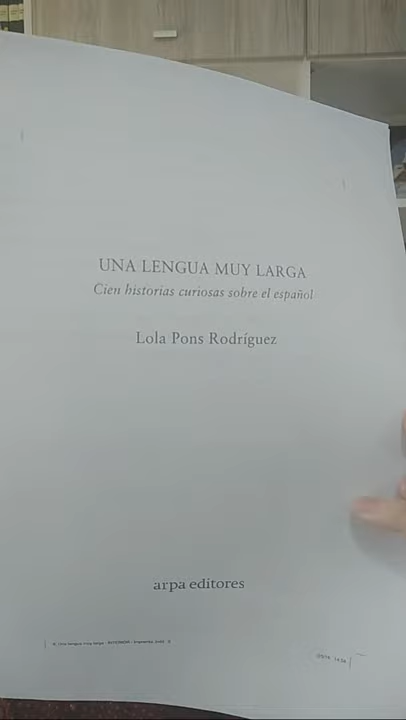 UNA LENGUA MUY LARGA
Cien historias curiosas sobre el español
Lola Pons Rodríguez
arpa editores